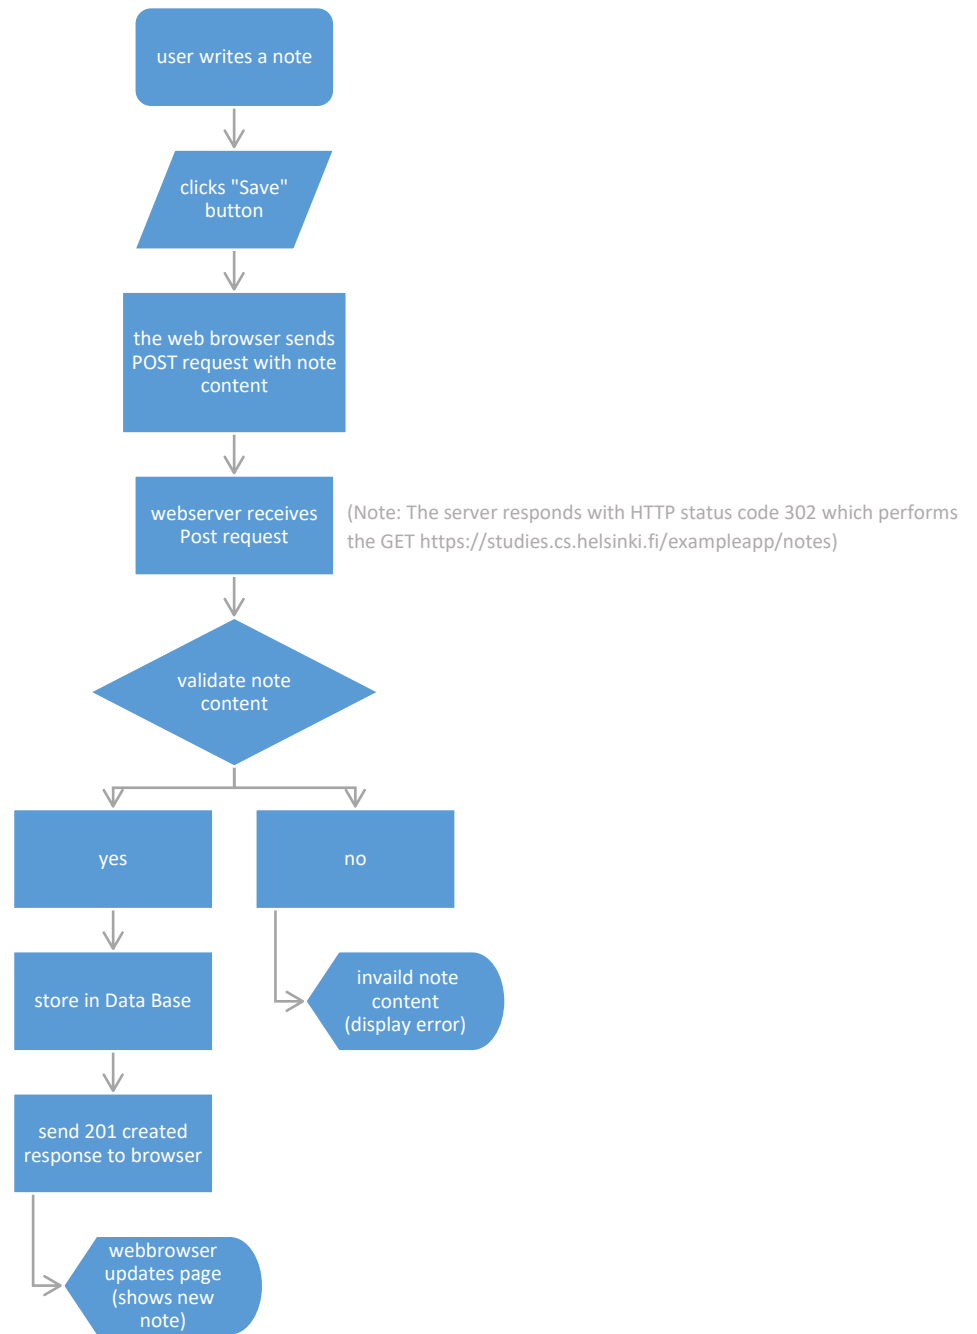 user writes a note
clicks "Save"
button
the web browser sends
POST request with note
content
webserver receives
Post request
(Note: The server responds with HTTP status code 302 which performs
the GET https://studies.cs.helsinki.fi/exampleapp/notes)
validate note
content
yes
no
store in Data Base
invaild note
content
(display error)
send 201 created
response to browser
webbrowser
updates page
(shows new
note)